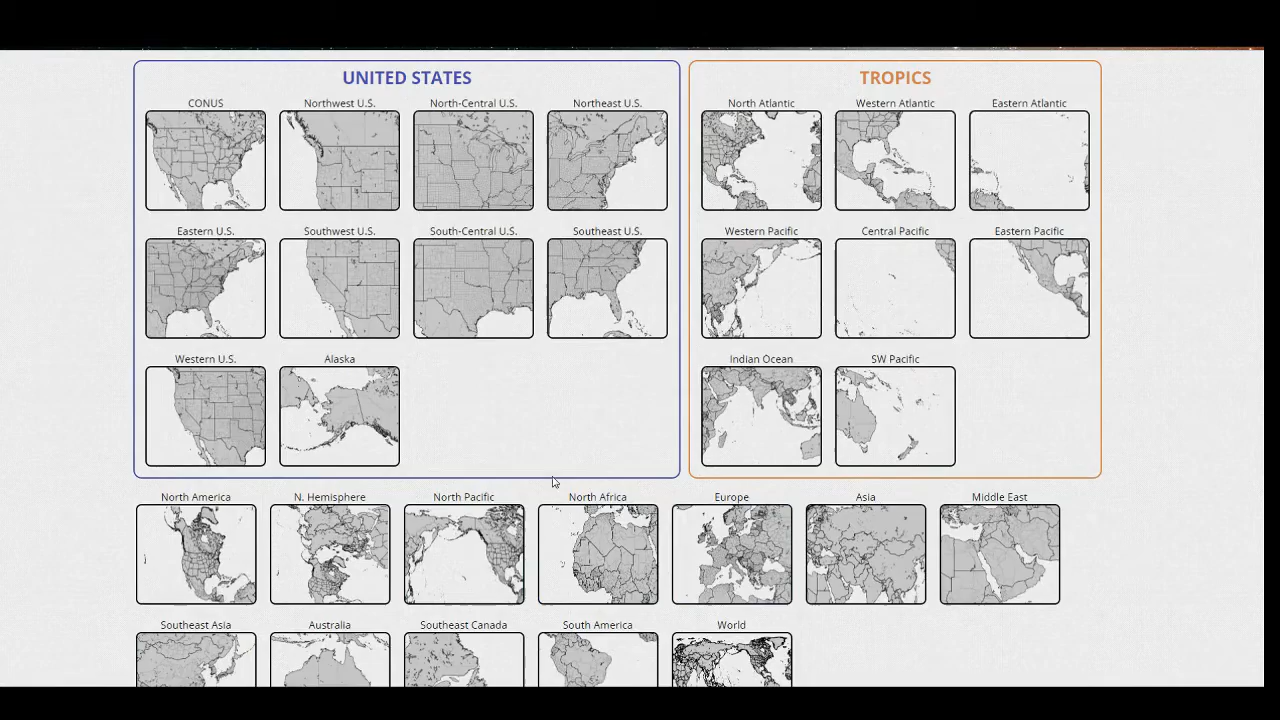 UNITED STATES
CONUS Northwest U.S. North-Central U.S. Northeast U.S.
Eastern U.S. Southwest U.S. South-Central U.S. Southeast U.S.
Western U.S. Alaska
TROPICS
North Atlantic Western Atlantic Eastern Atlantic
Western Pacific Central Pacific Eastern Pacific
Indian Ocean SW Pacific
North America N. Hemisphere North Pacific North Africa Europe Asia Middle East
Southeast Asia Australia Southeast Canada South America World